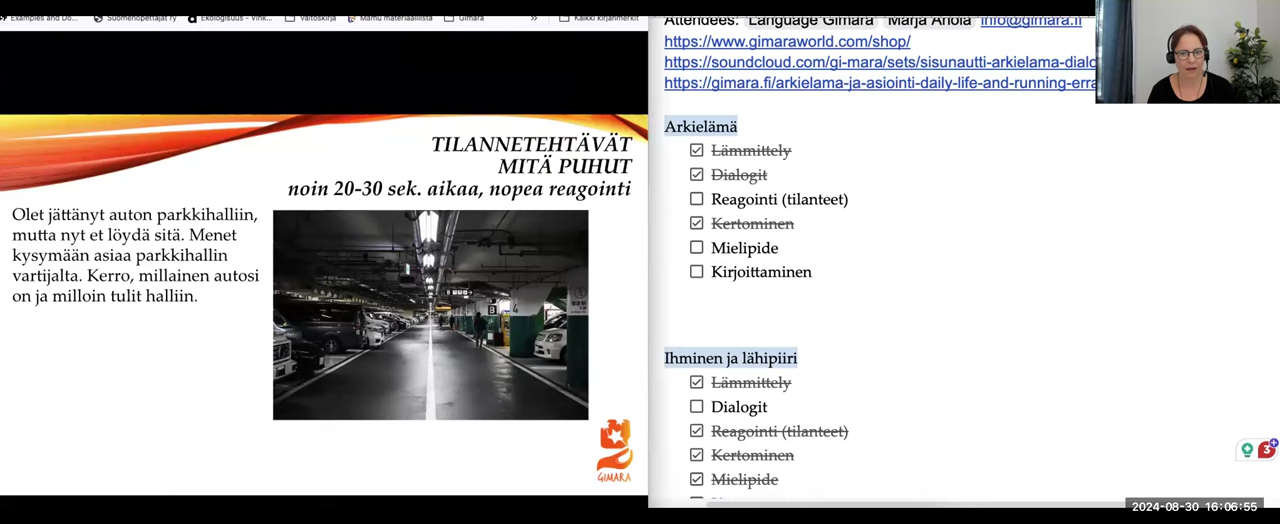 Examples and Do...
Suomenopettajat ry
Ekologisuus - Vink...
Valtoskirja
Mamu materiaalista
Gimara
»
Kaikki kirjanmerkit
TILANNETEHTÄVÄT
MITÄ PUHUT
noin 20-30 sek. aikaa, nopea reagointi
Olet jättänyt auton parkkihalliin,
mutta nyt et löydä sitä. Menet
kysymään asiaa parkkihallin
vartijalta. Kerro, millainen autosi
on ja milloin tulit halliin.
B 4
GIMARA
Attendees: Language Gimara Marja Ahola info@gimara.fi
https://www.gimaraworld.com/shop/
https://soundcloud.com/gi-mara/sets/sisunautti-arkielama-dialo
https://gimara.fi/arkielama-ja-asiointi-daily-life-and-running-erra
Arkielämä
Lämmittely
Dialogit
Reagointi (tilanteet)
Kertominen
Mielipide
Kirjoittaminen
Ihminen ja lähipiiri
Lämmittely
Dialogit
Reagointi (tilanteet)
Kertominen
Mielipide
3
2024-08-30 16:06:55